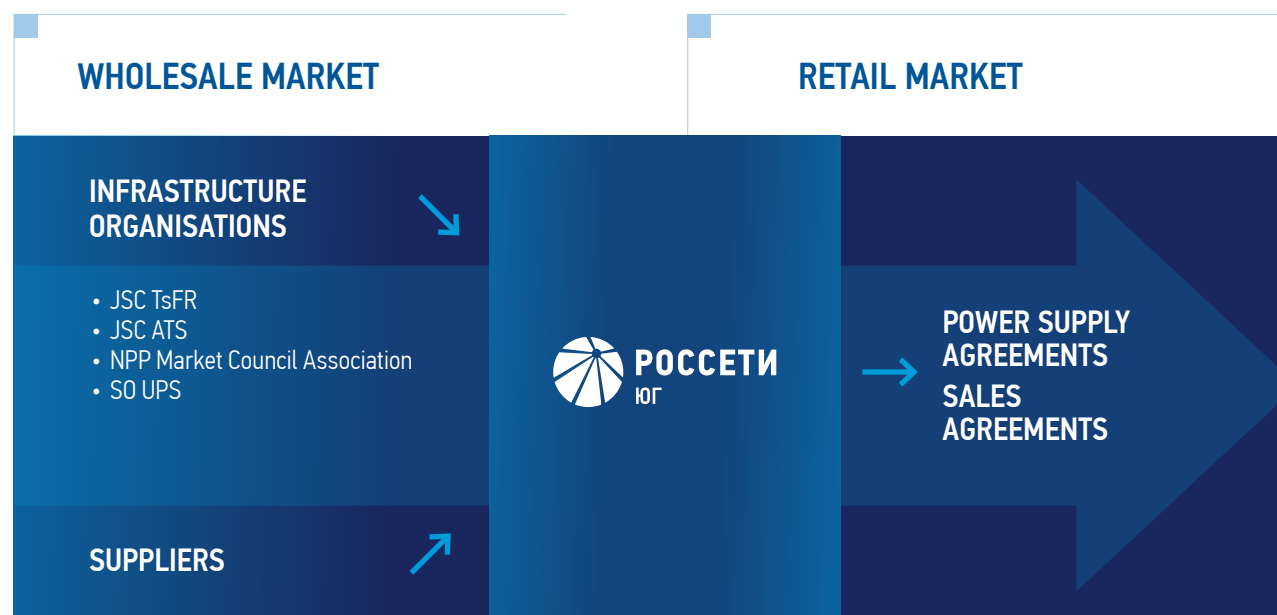 WHOLESALE MARKET
RETAIL MARKET
INFRASTRUCTURE
ORGANISATIONS
• JSC TsFR
• JSC ATS
• NPP Market Council Association
• SO UPS
SUPPLIERS
РОССЕТИ
ЮГ
POWER SUPPLY
AGREEMENTS
SALES
AGREEMENTS